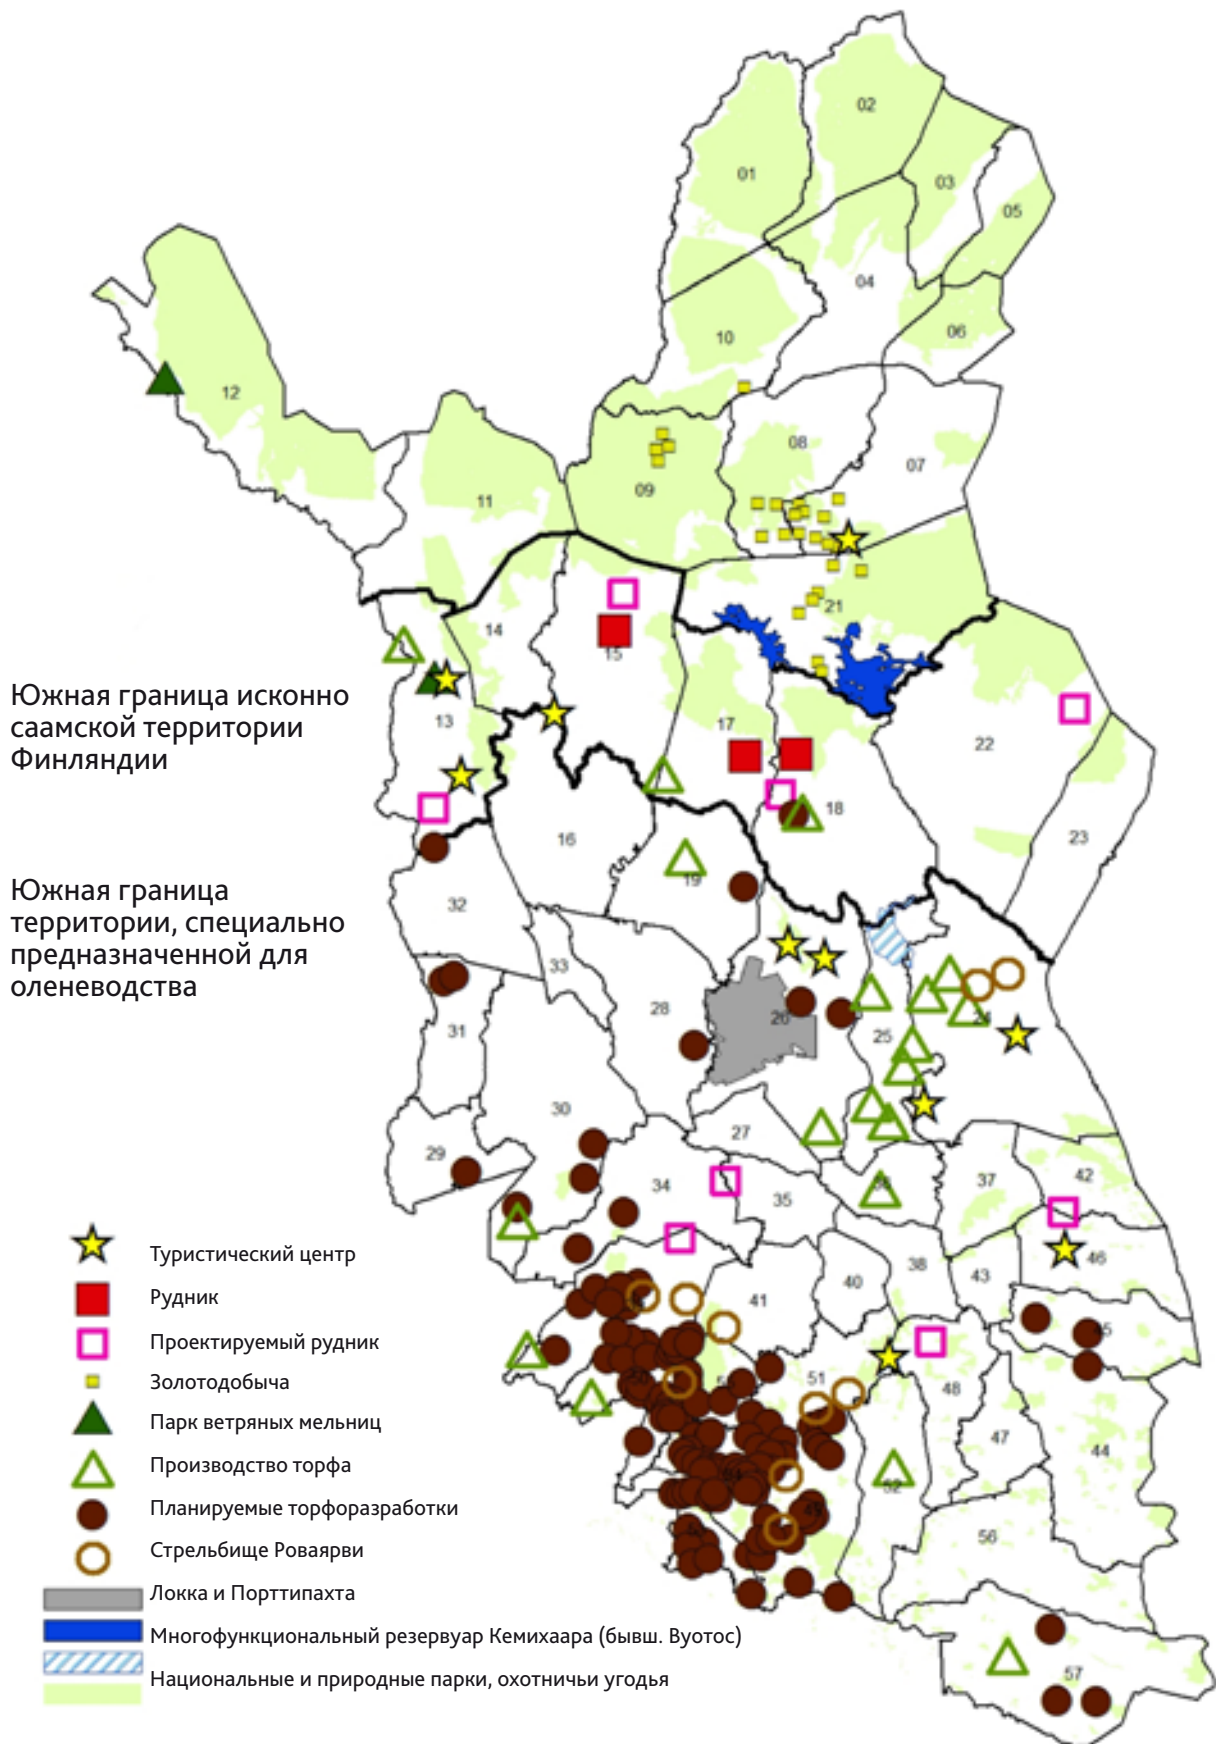 02
01
03
05
04
06
10
12
08
07
11
09
21
14
15
Южная граница исконно
саамской территории
Финляндии
13
17
22
18
16
23
19
Южная граница
территории, специально
предназначенной для
оленеводства
32
33
28
26
24
31
25
30
27
29
34
35
36
37
42
38
46
40
43
41
45
51
48
47
44
52
56
57
Туристический центр
Рудник
Проектируемый рудник
Золотодобыча
Парк ветряных мельниц
Производство торфа
Планируемые торфоразработки
Стрельбище Роваярви
Локка и Порттипахта
Многофункциональный резервуар Кемихаара (бывш. Вуотос)
Национальные и природные парки, охотничьи угодья